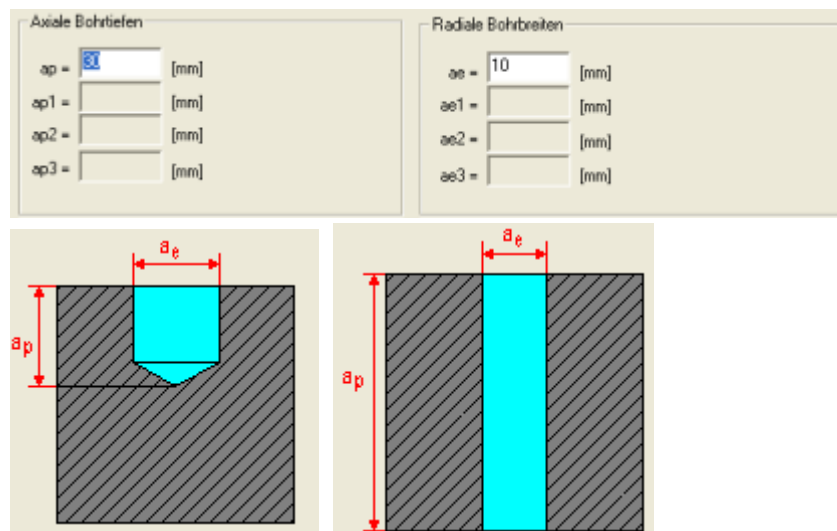 Axiale Bohrtiefen
ap = 30 [mm]
ap1 = [mm]
ap2 = [mm]
ap3 = [mm]
Radiale Bohrbreiten
ae = 10 [mm]
ae1 = [mm]
ae2 = [mm]
ae3 = [mm]
ae
ap
ae
ap